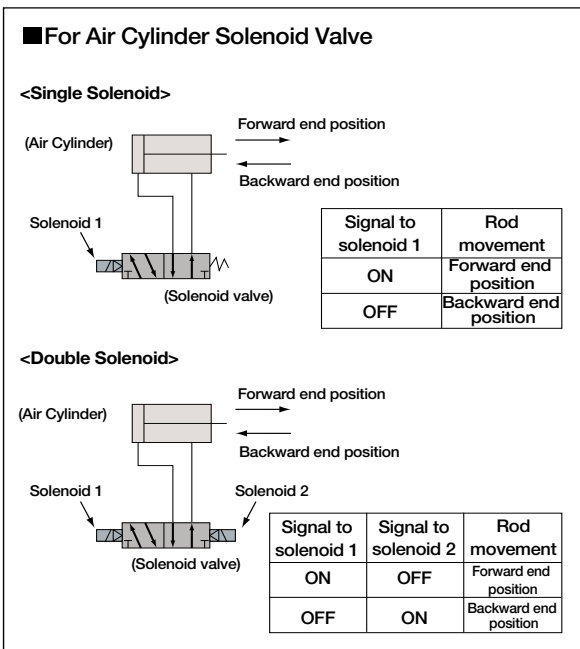 ■For Air Cylinder Solenoid Valve
<Single Solenoid>
Forward end position
(Air Cylinder)
Backward end position
Solenoid 1
(Solenoid valve)
Signal to solenoid 1 Rod movement
ON Forward end position
OFF Backward end position
<Double Solenoid>
Forward end position
(Air Cylinder)
Backward end position
Solenoid 1 Solenoid 2
(Solenoid valve)
Signal to solenoid 1 Signal to solenoid 2 Rod movement
ON OFF Forward end position
OFF ON Backward end position